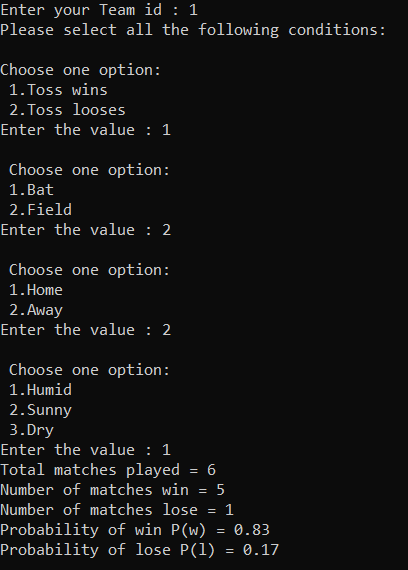 Enter your Team id : 1
Please select all the following conditions:
Choose one option:
1.Toss wins
2.Toss looses
Enter the value : 1
Choose one option:
1.Bat
2.Field
Enter the value : 2
Choose one option:
1.Home
2.Away
Enter the value : 2
Choose one option:
1.Humid
2.Sunny
3.Dry
Enter the value : 1
Total matches played = 6
Number of matches win = 5
Number of matches lose = 1
Probability of win P(w) = 0.83
Probability of lose P(l) = 0.17